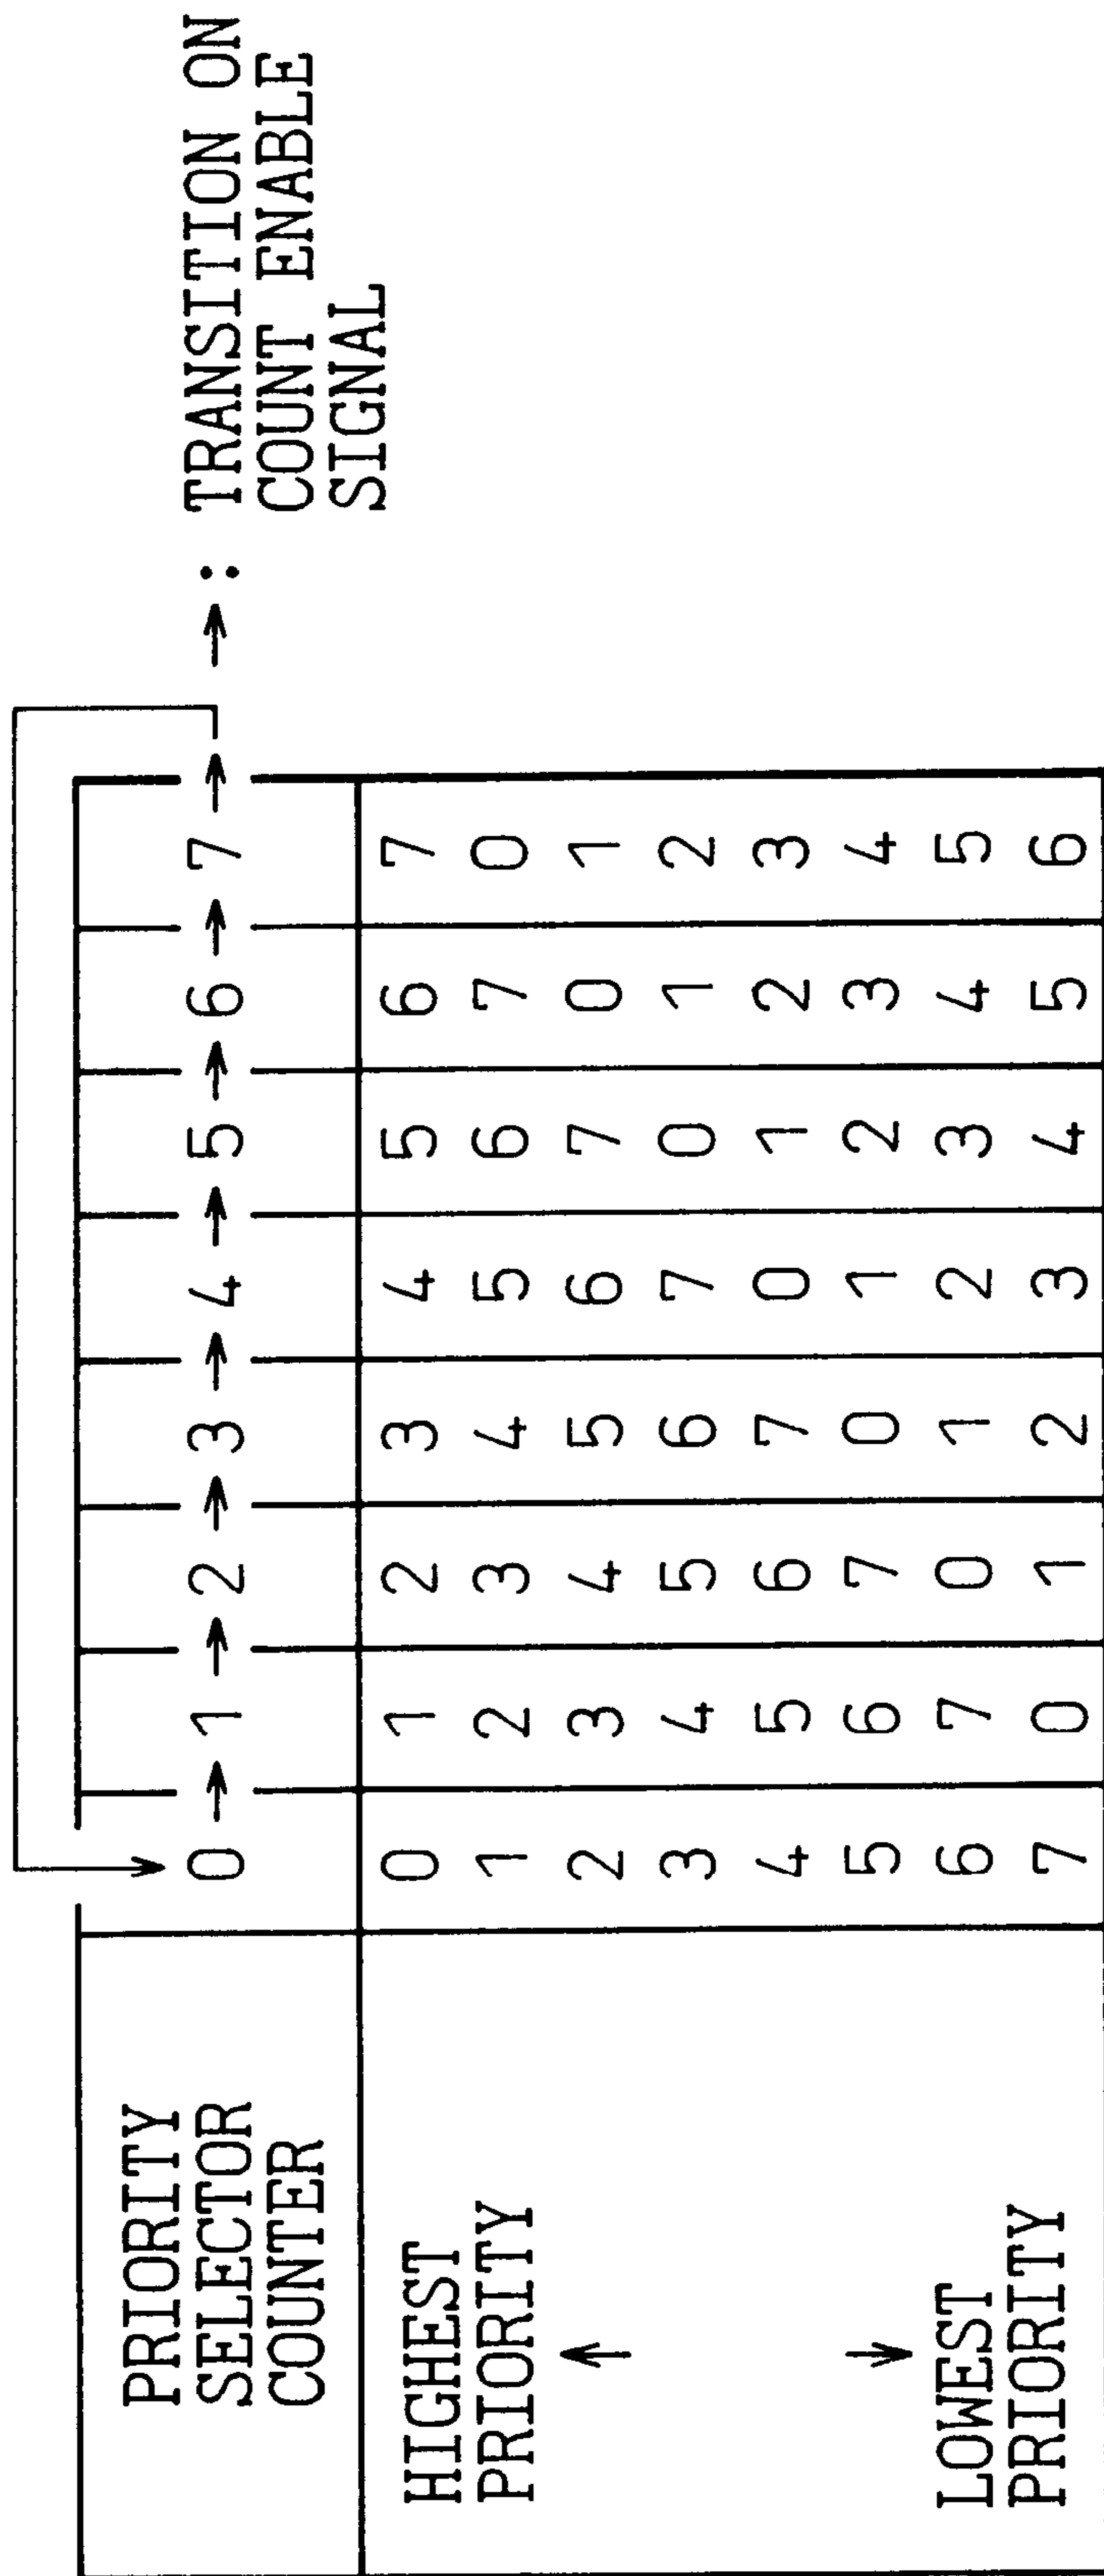 PRIORITY
SELECTOR
COUNTER
0 → 1 → 2 → 3 → 4 → 5 → 6 → 7 →
→ : TRANSITION ON
COUNT ENABLE
SIGNAL
HIGHEST
PRIORITY
↑
↓
LOWEST
PRIORITY
0 1 2 3 4 5 6 7
1 2 3 4 5 6 7 0
2 3 4 5 6 7 0 1
3 4 5 6 7 0 1 2
4 5 6 7 0 1 2 3
5 6 7 0 1 2 3 4
6 7 0 1 2 3 4 5
7 0 1 2 3 4 5 6